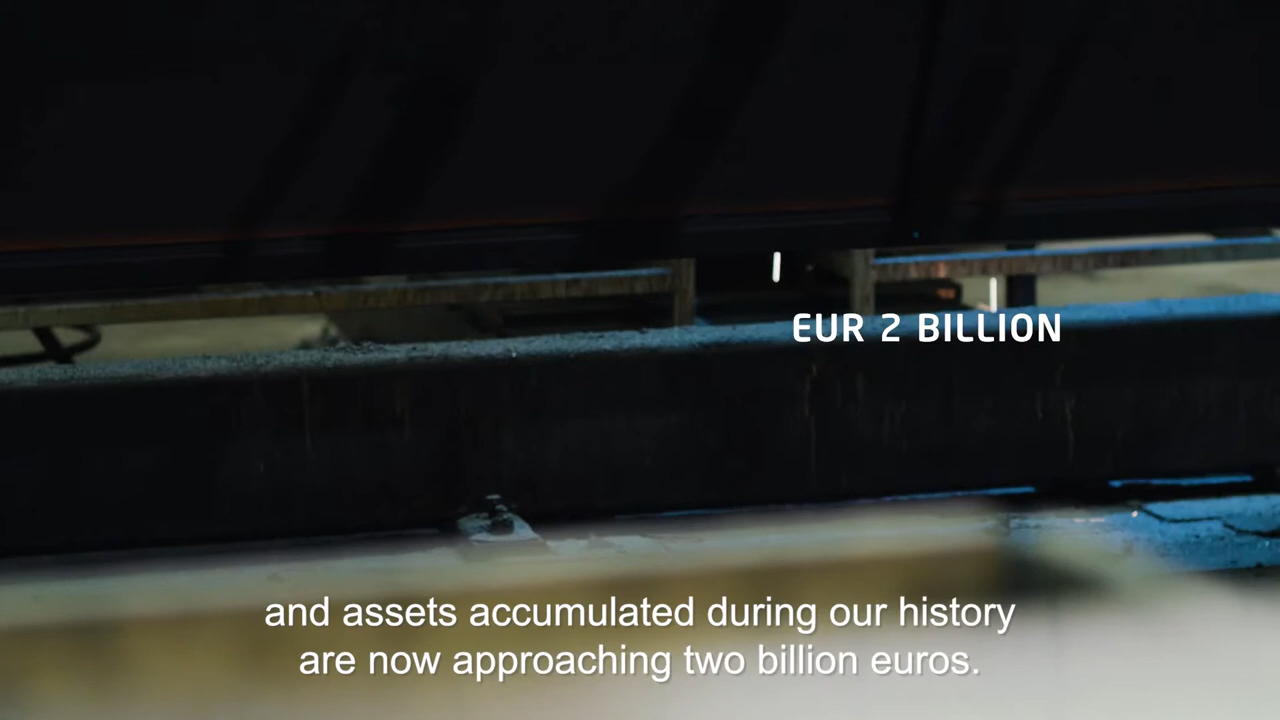 EUR 2 BILLION
and assets accumulated during our history
are now approaching two billion euros.